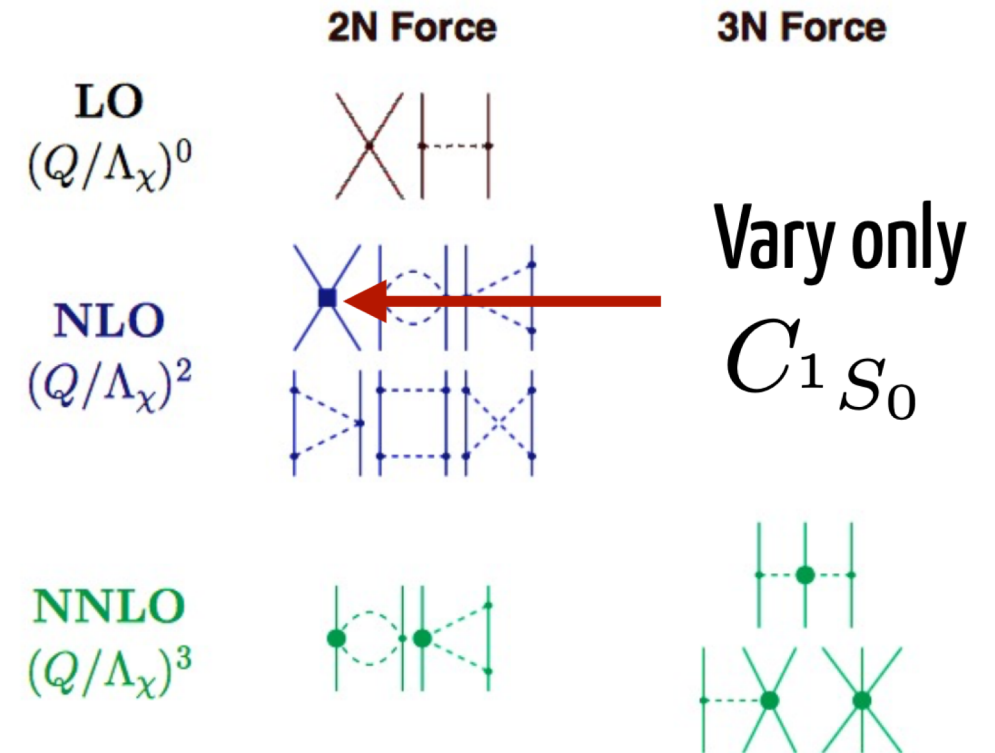 2N Force 3N Force
LO
(Q/Λχ)⁰
NLO
(Q/Λχ)²
Vary only
C₁S₀
NNLO
(Q/Λχ)³